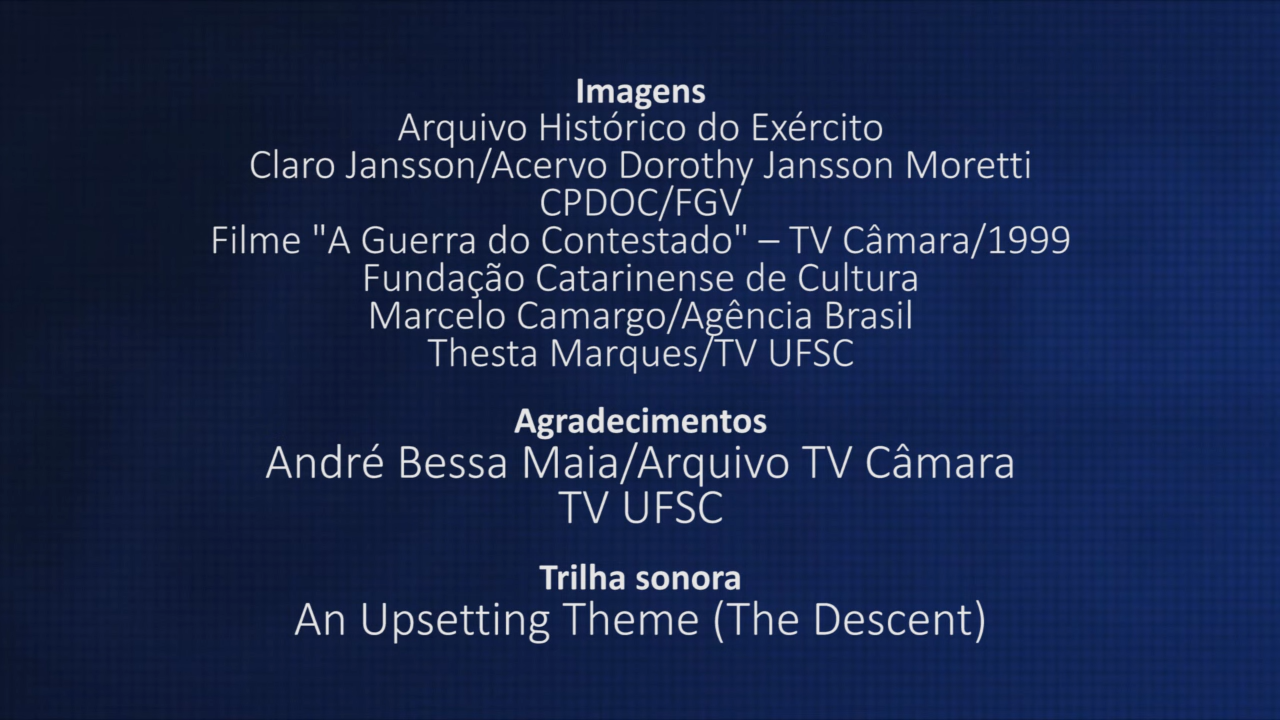 Imagens
Arquivo Histórico do Exército
Claro Jansson/Acervo Dorothy Jansson Moretti
CPDOC/FGV
Filme "A Guerra do Contestado" – TV Câmara/1999
Fundação Catarinense de Cultura
Marcelo Camargo/Agência Brasil
Thesta Marques/TV UFSC
Agradecimentos
André Bessa Maia/Arquivo TV Câmara
TV UFSC
Trilha sonora
An Upsetting Theme (The Descent)